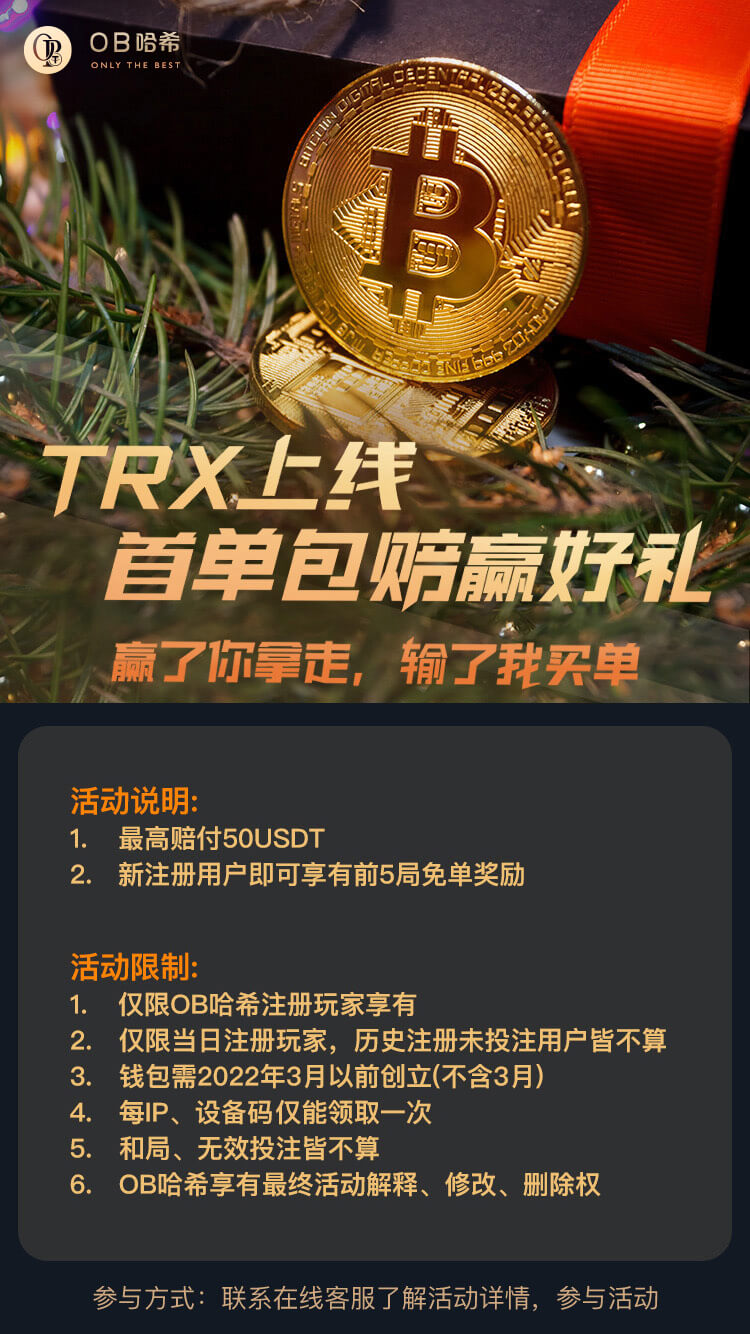 OB哈希
ONLY THE BEST
BITCOIN DIGITAL DECENTRALIZED PEER TO PEER
TRX上线
首单包赔赢好礼
赢了你拿走，输了我买单
活动说明:
1. 最高赔付50USDT
2. 新注册用户即可享有前5局免单奖励
活动限制:
1. 仅限OB哈希注册玩家享有
2. 仅限当日注册玩家，历史注册未投注用户皆不算
3. 钱包需2022年3月以前创立(不含3月)
4. 每IP、设备码仅能领取一次
5. 和局、无效投注皆不算
6. OB哈希享有最终活动解释、修改、删除权
参与方式：联系在线客服了解活动详情，参与活动